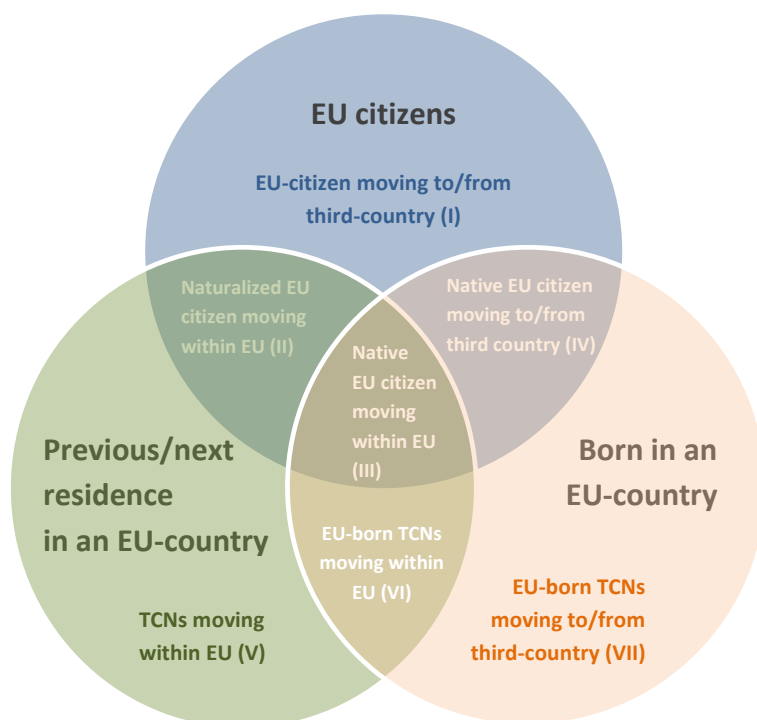 EU citizens
EU-citizen moving to/from
third-country (I)
Naturalized EU
citizen moving
within EU (II)
Native EU citizen
moving to/from
third country (IV)
Native
EU citizen
moving
within EU
(III)
Previous/next
residence
in an EU-country
Born in an
EU-country
EU-born TCNs
moving within
EU (VI)
TCNs moving
within EU (V)
EU-born TCNs
moving to/from
third-country (VII)